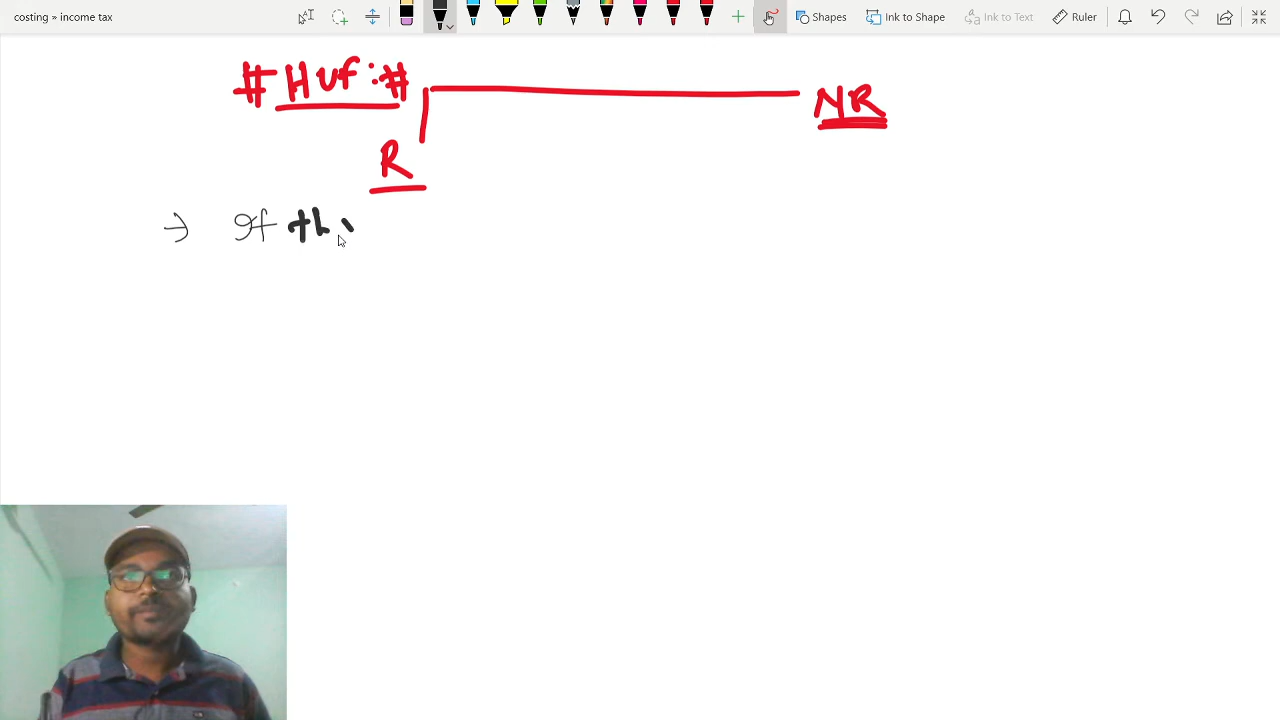 costing » income tax
Shapes Ink to Shape Ink to Text Ruler
# HUF:#
NR
R
→ If th